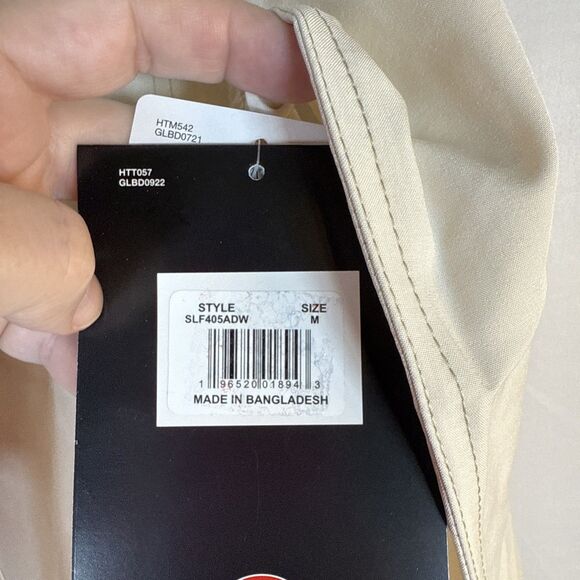 HTM542
GLBD0721
HTT057
GLBD0922
STYLE SIZE
SLF405ADW M
1 96520 01894 3
MADE IN BANGLADESH